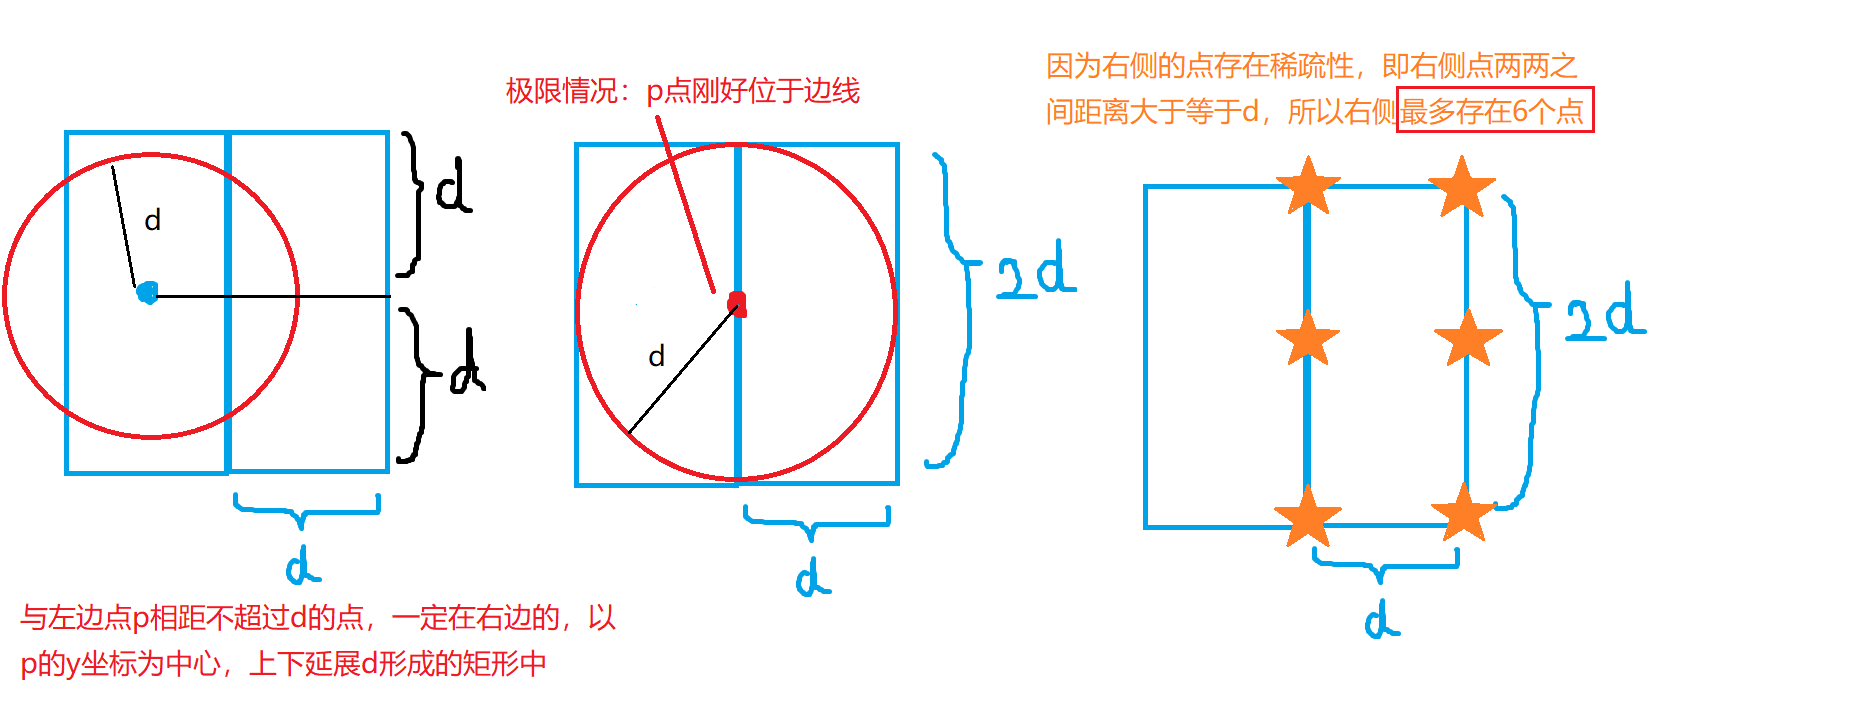 极限情况：p点刚好位于边线
因为右侧的点存在稀疏性，即右侧点两两之
间距离大于等于d，所以右侧最多存在6个点
d
d
d
d
与左边点p相距不超过d的点，一定在右边的，以
p的y坐标为中心，上下延展d形成的矩形中
d
2d
d
2d
d